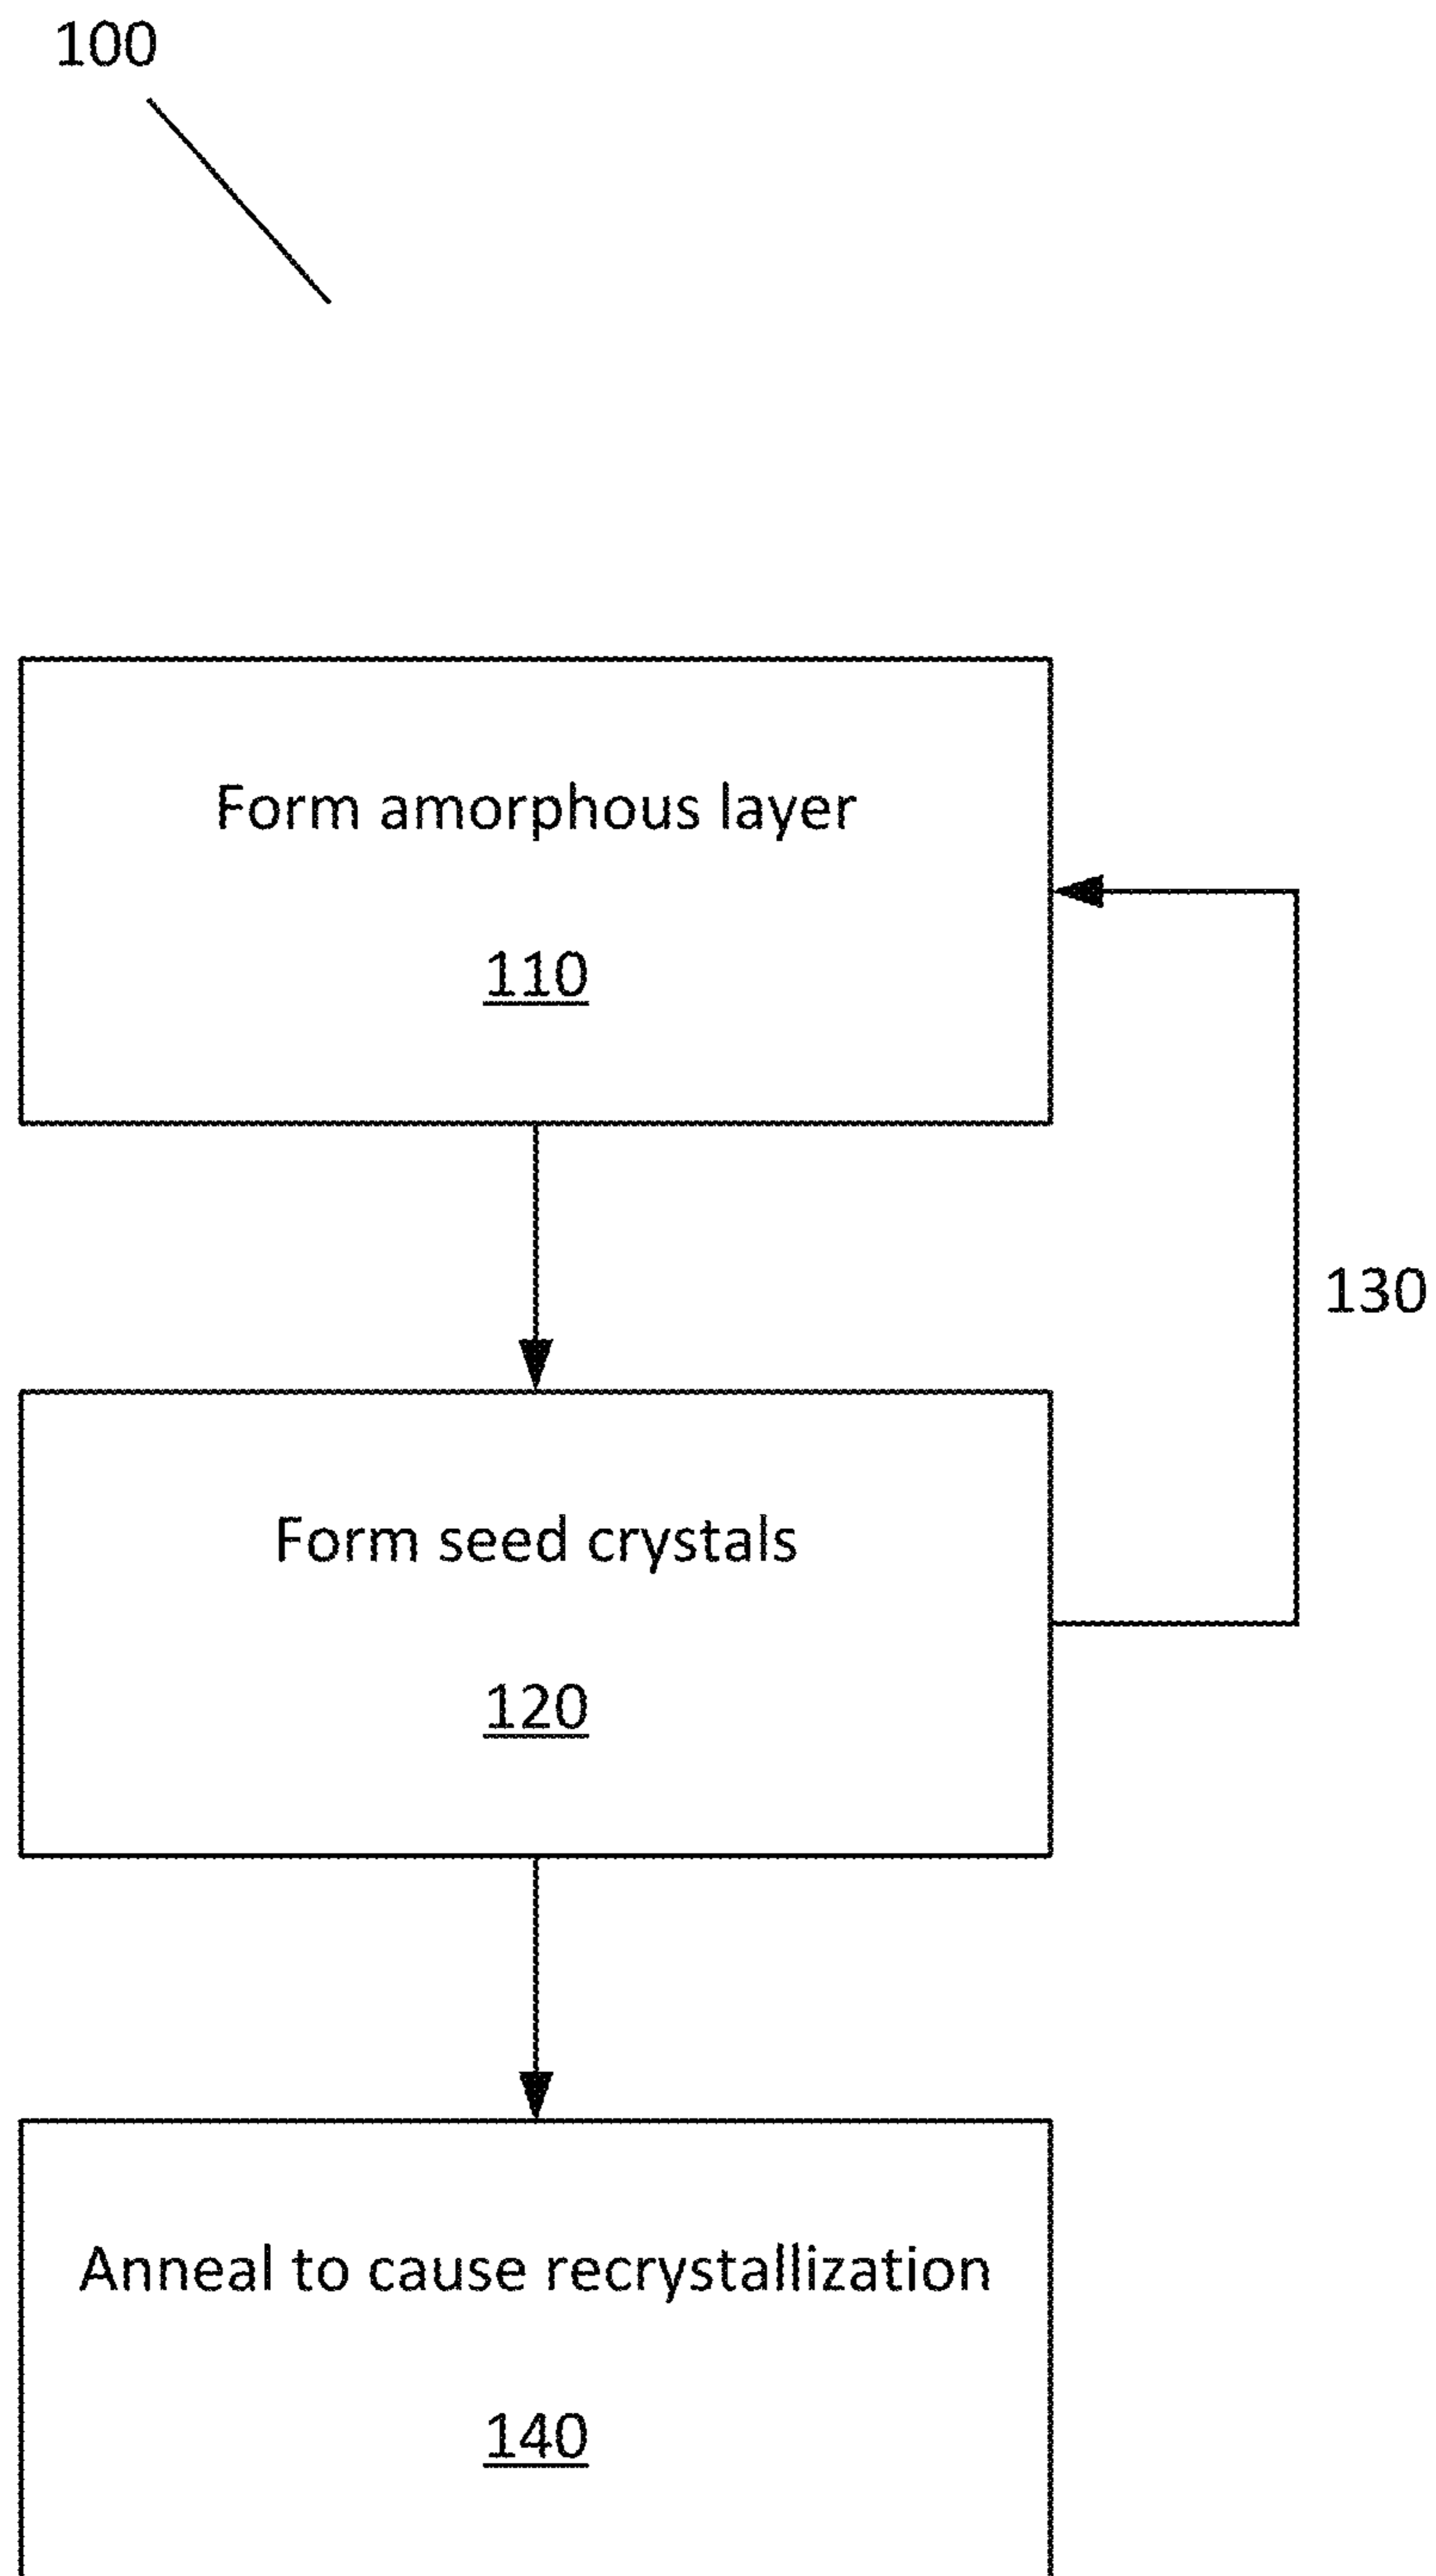 100
Form amorphous layer
110
130
Form seed crystals
120
Anneal to cause recrystallization
140